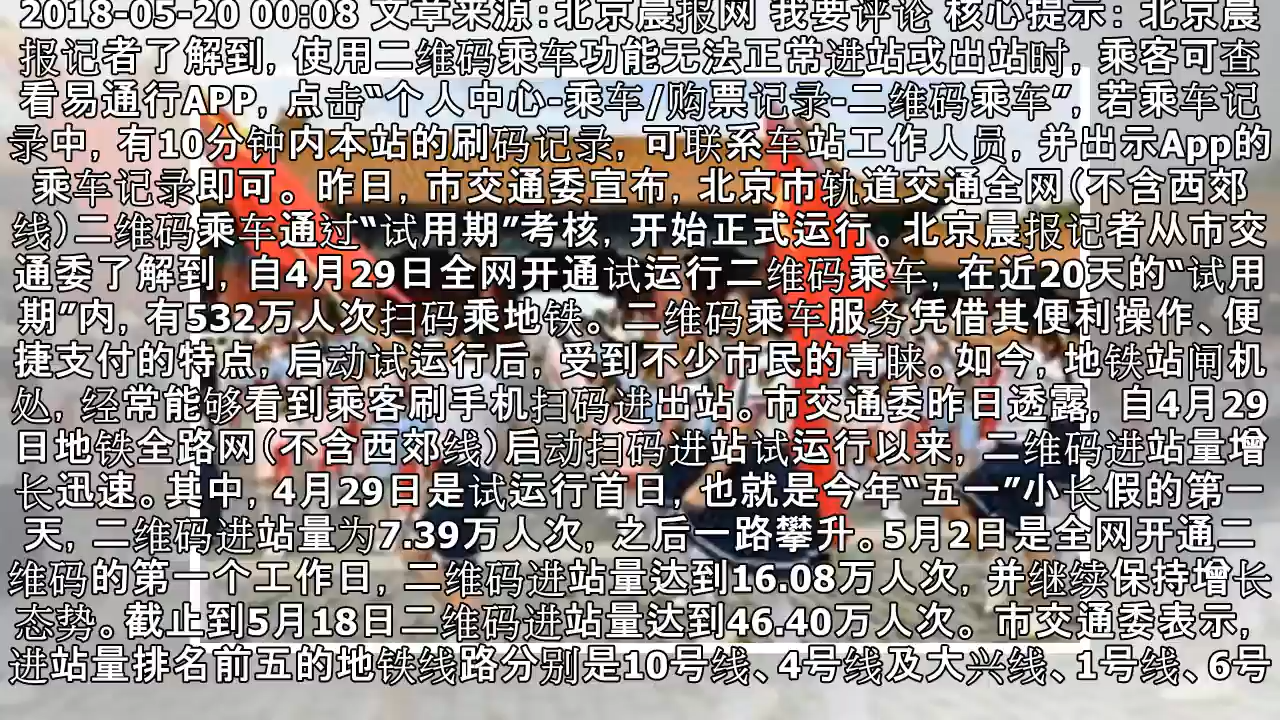 2018-05-20 00:08 文章来源:北京晨报网 我要评论 核心提示: 北京晨
报记者了解到, 使用二维码乘车功能无法正常进站或出站时, 乘客可查
看易通行APP, 点击“个人中心-乘车/购票记录-二维码乘车”, 若乘车记
录中, 有10分钟内本站的刷码记录, 可联系车站工作人员, 并出示App的
乘车记录即可。昨日, 市交通委宣布, 北京市轨道交通全网(不含西郊
线)二维码乘车通过“试用期”考核, 开始正式运行。北京晨报记者从市交
通委了解到, 自4月29日全网开通试运行二维码乘车, 在近20天的“试用
期”内, 有532万人次扫码乘地铁。二维码乘车服务凭借其便利操作、便
捷支付的特点, 启动试运行后, 受到不少市民的青睐。如今, 地铁站闸机
处, 经常能够看到乘客刷手机扫码进出站。市交通委昨日透露, 自4月29
日地铁全路网(不含西郊线)启动扫码进站试运行以来, 二维码进站量增
长迅速。其中, 4月29日是试运行首日, 也就是今年“五一”小长假的第一
天, 二维码进站量为7.39万人次, 之后一路攀升。5月2日是全网开通二
维码的第一个工作日, 二维码进站量达到16.08万人次, 并继续保持增长
态势。截止到5月18日二维码进站量达到46.40万人次。市交通委表示,
进站量排名前五的地铁线路分别是10号线、4号线及大兴线、1号线、6号